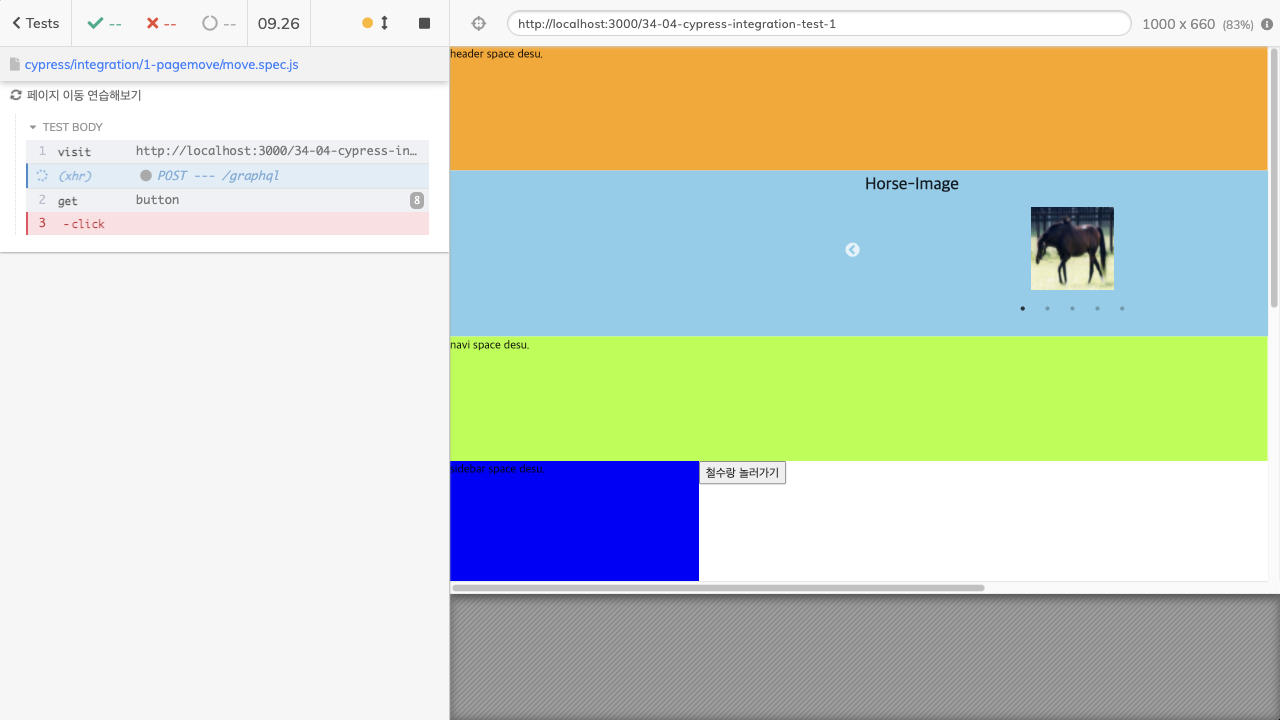 Tests
--
--
--
09.26
http://localhost:3000/34-04-cypress-integration-test-1
1000 x 660 (83%)
cypress/integration/1-pagemove/move.spec.js
페이지 이동 연습해보기
TEST BODY
1 visit http://localhost:3000/34-04-cypress-in...
(xhr) POST --- /graphql
2 get button 8
3 -click
header space desu.
Horse-Image
navi space desu.
sidebar space desu.
철수랑 놀러가기